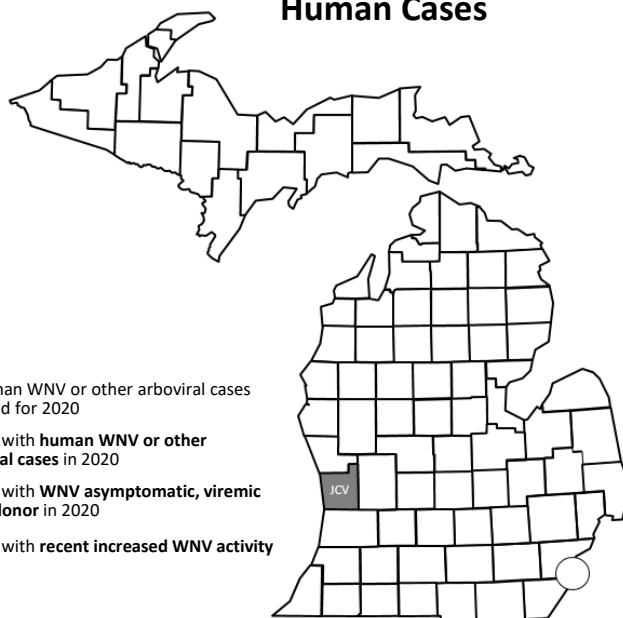 Human Cases
man WNV or other arboviral cases
d for 2020
with human WNV or other
al cases in 2020
with WNV asymptomatic, viremic
donor in 2020
with recent increased WNV activity
JCV